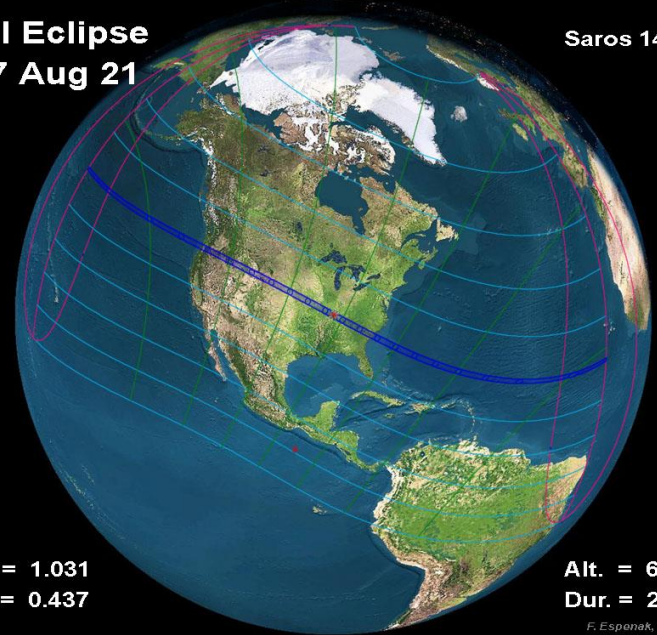 l Eclipse
7 Aug 21
Saros 14
= 1.031
= 0.437
Alt. = 6
Dur. = 2
F. Espenak,